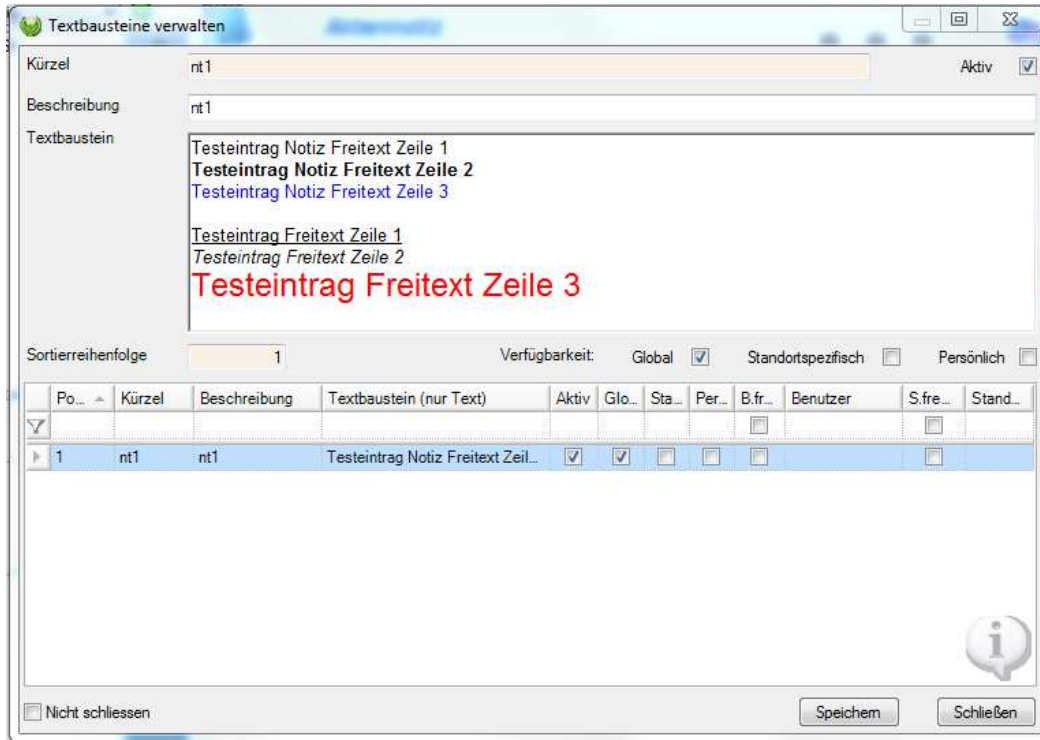 Textbausteine verwalten
Kürzel nt1 Aktiv
Beschreibung nt1
Textbaustein
Testeintrag Notiz Freitext Zeile 1
Testeintrag Notiz Freitext Zeile 2
Testeintrag Notiz Freitext Zeile 3
Testeintrag Freitext Zeile 1
Testeintrag Freitext Zeile 2
Testeintrag Freitext Zeile 3
Sortierreihenfolge 1 Verfügbarkeit: Global Standortspezifisch Persönlich
Po... Kürzel Beschreibung Textbaustein (nur Text) Aktiv Glo... Sta... Per... B.fr... Benutzer S.fre... Stand...
1 nt1 nt1 Testeintrag Notiz Freitext Zeil...
Nicht schliessen Speichern Schließen